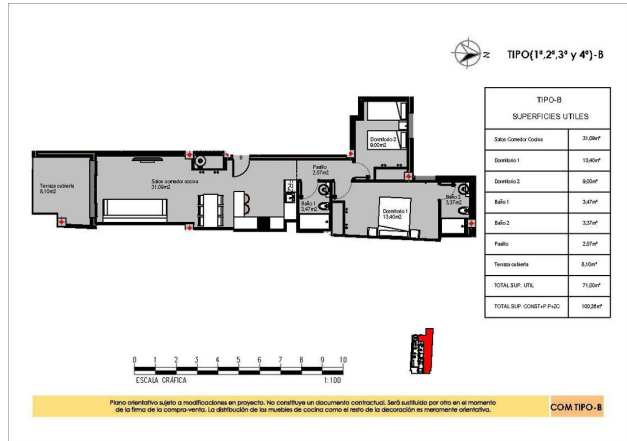 N
TIPO(1ª,2ª,3ª y 4ª)-B
TIPO-B
SUPERFICIES UTILES
Salon Comedor Cocina 31,09m²
Dormitorio 1 13,40m²
Dormitorio 2 9,00m²
Baño 1 3,47m²
Baño 2 3,37m²
Pasillo 2,57m²
Terraza cubierta 8,10m²
TOTAL SUP. UTIL 71,00m²
TOTAL SUP. CONST+P.P+ZC 100,26m²
Dormitorio 2
9,00m2
Pasillo
2,57m2
Terraza cubierta
8,10m2
Salon comedor cocina
31,09m2
Baño 1
3,47m2
Dormitorio 1
13,40m2
Baño 2
3,37m2
0 1 2 3 4 5 6 7 8 9 10
ESCALA GRÁFICA 1:100
Plano orientativo sujeto a modificaciones en proyecto. No constituye un documento contractual. Será sustituido por otro en el momento
de la firma de la compra-venta. La distribución de los muebles de cocina como el resto de la decoración es meramente orientativa.
COM TIPO-B